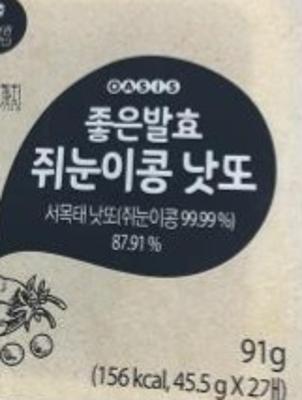 OASIS
좋은발효
쥐눈이콩 낫또
서목태 낫또(쥐눈이콩 99.99 %)
87.91 %
91g
(156 kcal, 45.5 g X 2개)